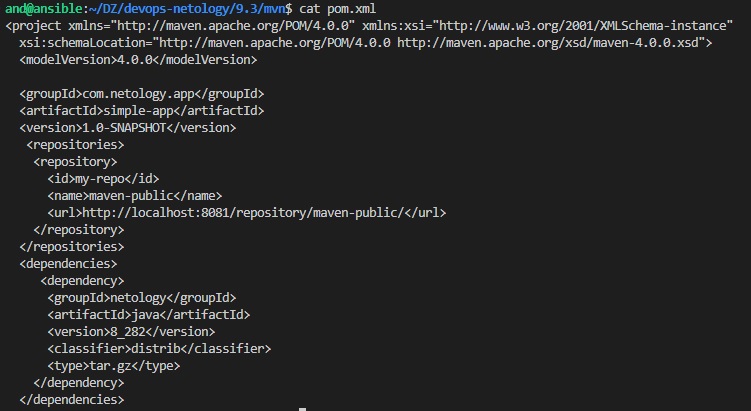 and@ansible:~/DZ/devops-netology/9.3/mvn$ cat pom.xml
<project xmlns="http://maven.apache.org/POM/4.0.0" xmlns:xsi="http://www.w3.org/2001/XMLSchema-instance"
  xsi:schemaLocation="http://maven.apache.org/POM/4.0.0 http://maven.apache.org/xsd/maven-4.0.0.xsd">
  <modelVersion>4.0.0</modelVersion>

  <groupId>com.netology.app</groupId>
  <artifactId>simple-app</artifactId>
  <version>1.0-SNAPSHOT</version>
   <repositories>
    <repository>
      <id>my-repo</id>
      <name>maven-public</name>
      <url>http://localhost:8081/repository/maven-public/</url>
    </repository>
  </repositories>
  <dependencies>
     <dependency>
      <groupId>netology</groupId>
      <artifactId>java</artifactId>
      <version>8_282</version>
      <classifier>distrib</classifier>
      <type>tar.gz</type>
    </dependency>
  </dependencies>